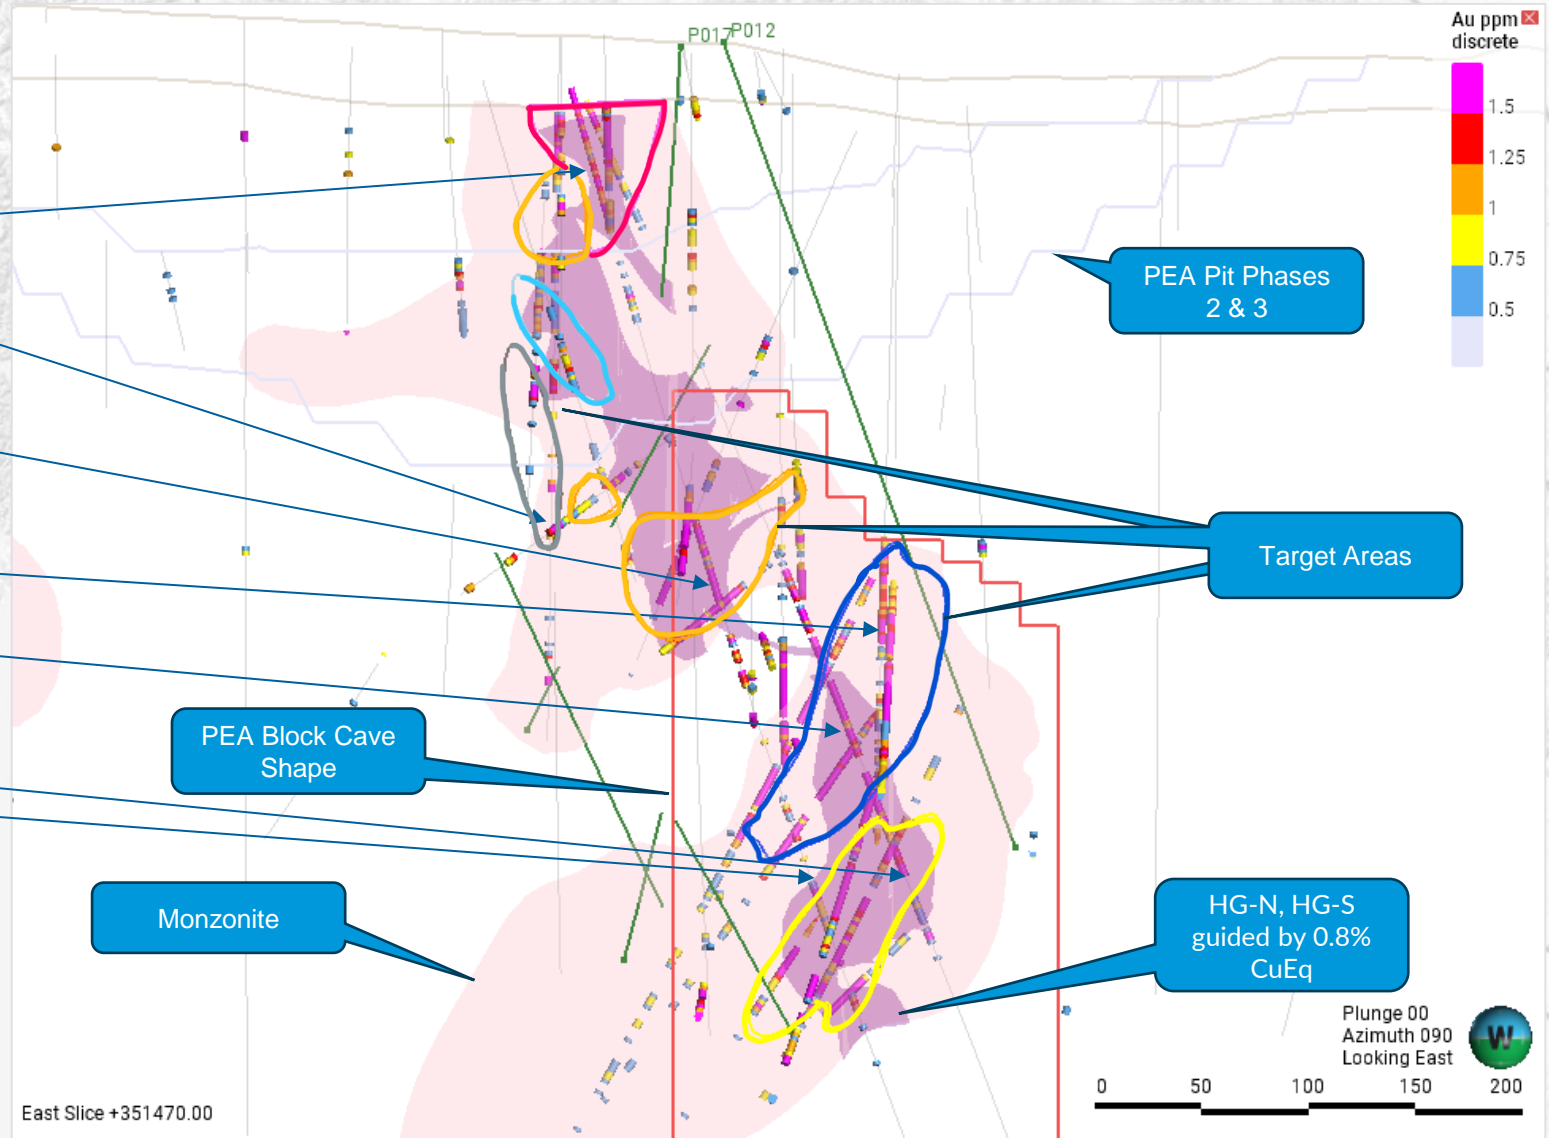 P017
P012
Au ppm
discrete
1.5
1.25
1
0.75
0.5
PEA Pit Phases
2 & 3
Target Areas
PEA Block Cave
Shape
Monzonite
HG-N, HG-S
guided by 0.8%
CuEq
Plunge 00
Azimuth 090
Looking East
W
0 50 100 150 200
East Slice +351470.00